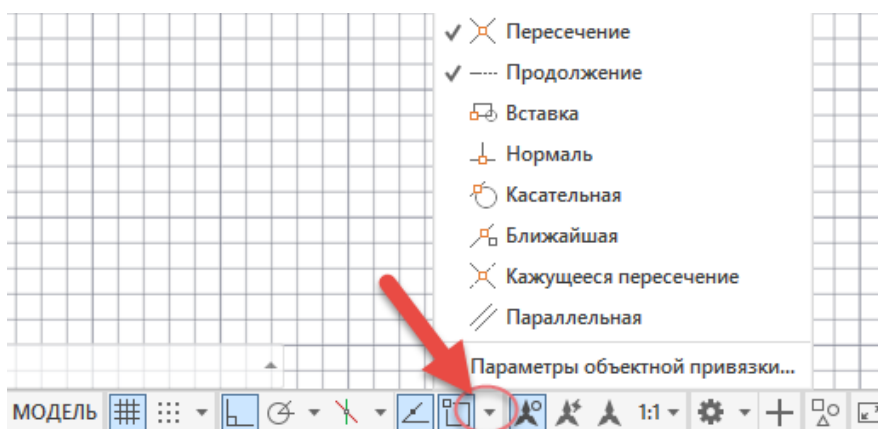 Пересечение
Продолжение
Вставка
Нормаль
Касательная
Ближайшая
Кажущееся пересечение
Параллельная
Параметры объектной привязки...
МОДЕЛЬ 1:1